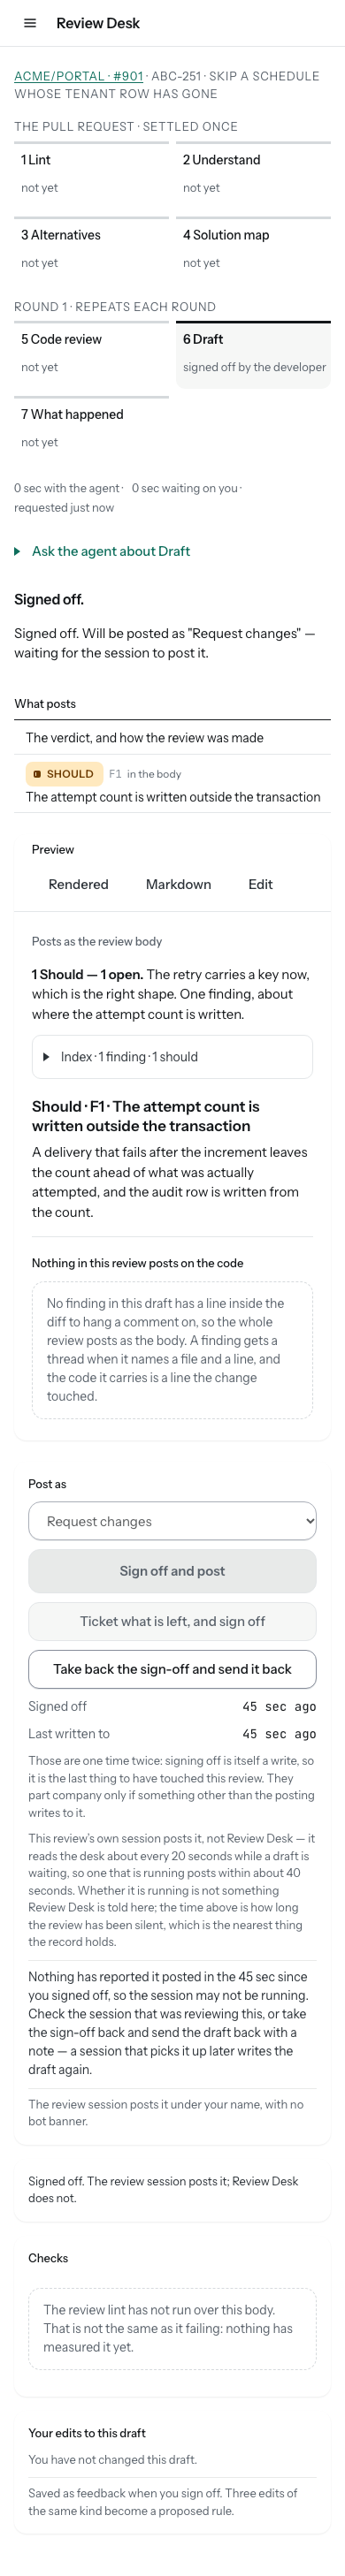 Review Desk
ACME/PORTAL · #901 · ABC-251 · SKIP A SCHEDULE
WHOSE TENANT ROW HAS GONE
THE PULL REQUEST · SETTLED ONCE
1 Lint
not yet
2 Understand
not yet
3 Alternatives
not yet
4 Solution map
not yet
ROUND 1 · REPEATS EACH ROUND
5 Code review
not yet
6 Draft
signed off by the developer
7 What happened
not yet
0 sec with the agent · 0 sec waiting on you ·
requested just now
Ask the agent about Draft
Signed off.
Signed off. Will be posted as "Request changes" —
waiting for the session to post it.
What posts
The verdict, and how the review was made
SHOULD F1 in the body
The attempt count is written outside the transaction
Preview
Rendered Markdown Edit
Posts as the review body
1 Should — 1 open. The retry carries a key now,
which is the right shape. One finding, about
where the attempt count is written.
Index · 1 finding · 1 should
Should · F1 · The attempt count is
written outside the transaction
A delivery that fails after the increment leaves
the count ahead of what was actually
attempted, and the audit row is written from
the count.
Nothing in this review posts on the code
No finding in this draft has a line inside the
diff to hang a comment on, so the whole
review posts as the body. A finding gets a
thread when it names a file and a line, and
the code it carries is a line the change
touched.
Post as
Request changes
Sign off and post
Ticket what is left, and sign off
Take back the sign-off and send it back
Signed off 45 sec ago
Last written to 45 sec ago
Those are one time twice: signing off is itself a write, so
it is the last thing to have touched this review. They
part company only if something other than the posting
writes to it.
This review's own session posts it, not Review Desk — it
reads the desk about every 20 seconds while a draft is
waiting, so one that is running posts within about 40
seconds. Whether it is running is not something
Review Desk is told here; the time above is how long
the review has been silent, which is the nearest thing
the record holds.
Nothing has reported it posted in the 45 sec since
you signed off, so the session may not be running.
Check the session that was reviewing this, or take
the sign-off back and send the draft back with a
note — a session that picks it up later writes the
draft again.
The review session posts it under your name, with no
bot banner.
Signed off. The review session posts it; Review Desk
does not.
Checks
The review lint has not run over this body.
That is not the same as it failing: nothing has
measured it yet.
Your edits to this draft
You have not changed this draft.
Saved as feedback when you sign off. Three edits of
the same kind become a proposed rule.